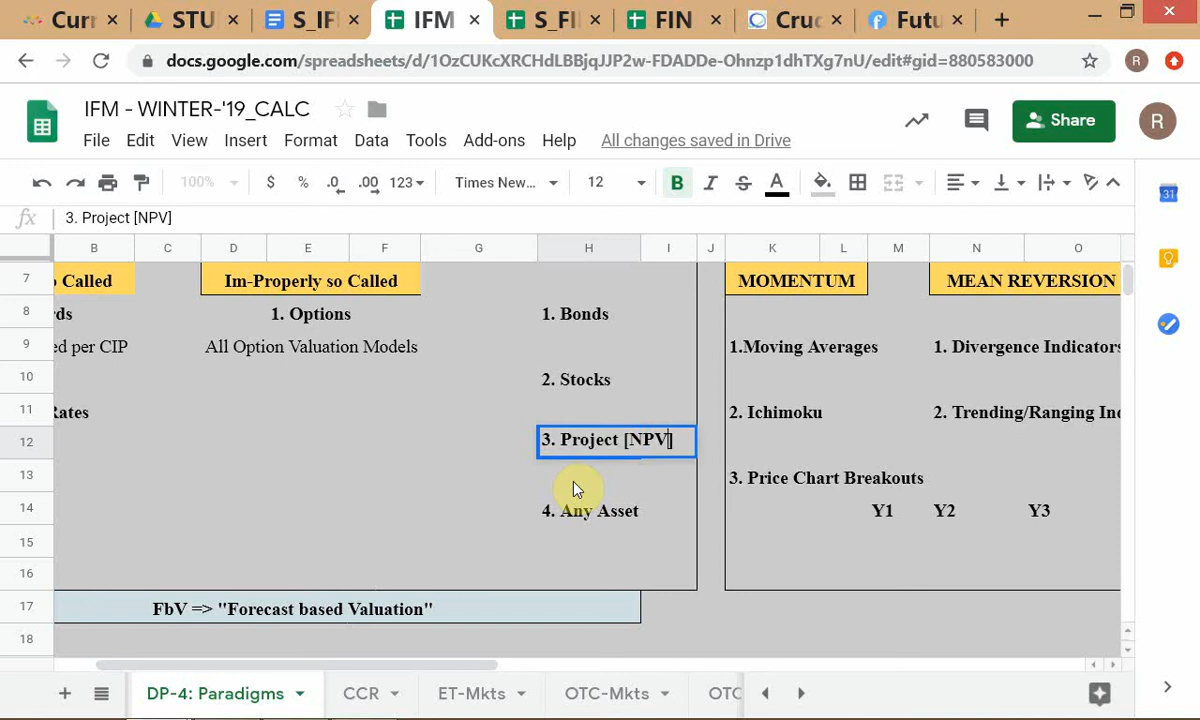 Curr
STU
S_IF
IFM
S_FI
FIN
Cruc
Futu
docs.google.com/spreadsheets/d/1OzCUKcXRCHdLBBjqJJP2w-FDADDe-Ohnzp1dhTXg7nU/edit#gid=880583000
R
IFM - WINTER-'19_CALC
File Edit View Insert Format Data Tools Add-ons Help All changes saved in Drive
Share
R
100% $ % .0 .00 123 Times New... 12 B I S A
31
fx 3. Project [NPV]
B C D E F G H I J K L M N O
7 o Called Im-Properly so Called MOMENTUM MEAN REVERSION
8 rds 1. Options 1. Bonds
9 ed per CIP All Option Valuation Models 1.Moving Averages 1. Divergence Indicators
10 2. Stocks
11 Rates 2. Ichimoku 2. Trending/Ranging Ind
12 3. Project [NPV]
13 3. Price Chart Breakouts
14 4. Any Asset Y1 Y2 Y3
15
16
17 FbV => "Forecast based Valuation"
18
DP-4: Paradigms CCR ET-Mkts OTC-Mkts OTC